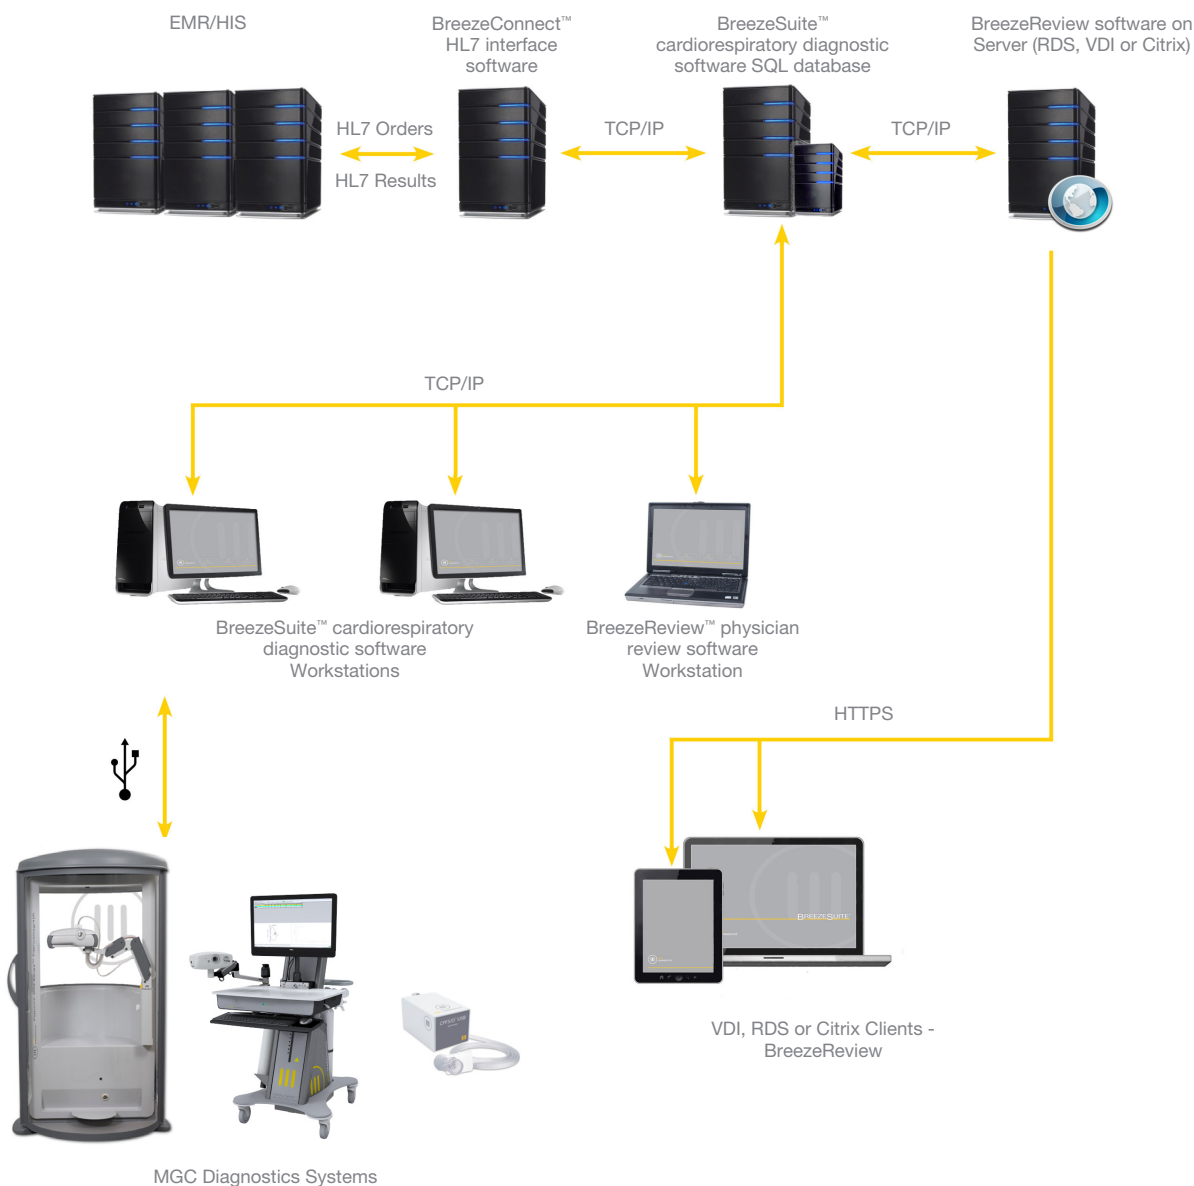 EMR/HIS
BreezeConnect™
HL7 interface
software
BreezeSuite™
cardiorespiratory diagnostic
software SQL database
BreezeReview software on
Server (RDS, VDI or Citrix)
HL7 Orders
HL7 Results
TCP/IP
TCP/IP
TCP/IP
BreezeSuite™ cardiorespiratory
diagnostic software
Workstations
BreezeReview™ physician
review software
Workstation
HTTPS
BREEZESUITE
VDI, RDS or Citrix Clients -
BreezeReview
MGC Diagnostics Systems